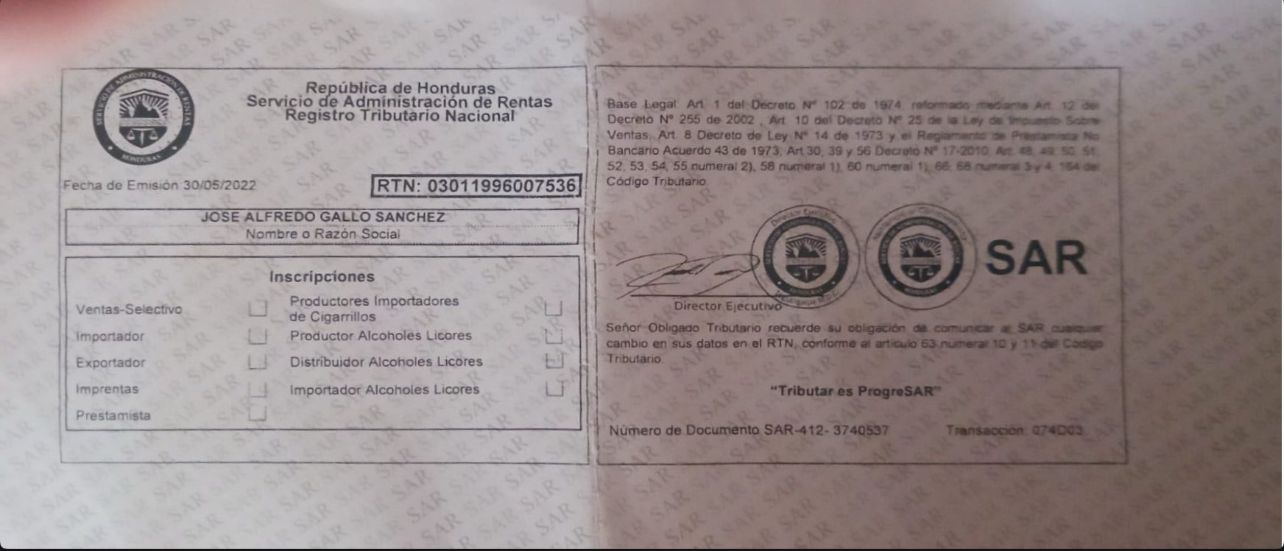 República de Honduras
Servicio de Administración de Rentas
Registro Tributario Nacional
SERVICIO DE ADMINISTRACIÓN DE RENTAS
HONDURAS
Fecha de Emisión 30/05/2022
RTN: 03011996007536
JOSE ALFREDO GALLO SANCHEZ
Nombre o Razón Social
Inscripciones
Ventas-Selectivo
Productores Importadores
de Cigarrillos
Importador
Productor Alcoholes Licores
Exportador
Distribuidor Alcoholes Licores
Imprentas
Importador Alcoholes Licores
Prestamista
Base Legal: Art. 1 del Decreto Nº 102 de 1974 reformado mediante Art. 12 del
Decreto Nº 255 de 2002 , Art. 10 del Decreto Nº 25 de la Ley de Impuesto Sobre
Ventas, Art. 8 Decreto de Ley Nº 14 de 1973 y el Reglamento de Prestamista No
Bancario Acuerdo 43 de 1973, Art 30, 39 y 56 Decreto Nº 17-2010, Art. 48, 49, 50, 51,
52, 53, 54, 55 numeral 2), 58 numeral 1), 60 numeral 1), 66, 68 numeral 3 y 4, 164 del
Código Tributario
Director Ejecutivo
SAR
Director Ejecutivo
Señor Obligado Tributario recuerde su obligación de comunicar al SAR cualquier
cambio en sus datos en el RTN, conforme al artículo 63 numeral 10 y 11 del Código
Tributario
"Tributar es ProgreSAR"
Número de Documento SAR-412- 3740537
Transacción: 074D03